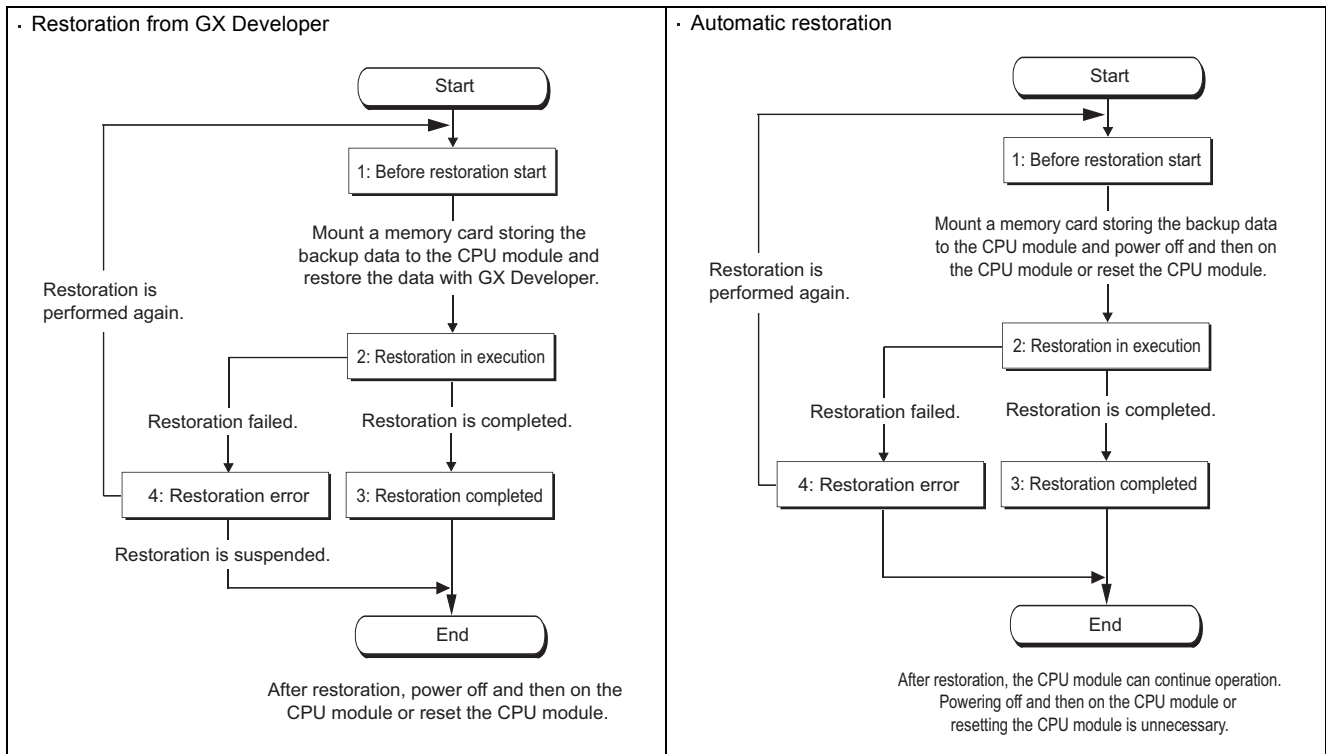 · Restoration from GX Developer
Start
1: Before restoration start
Mount a memory card storing the
backup data to the CPU module and
restore the data with GX Developer.
Restoration is
performed again.
2: Restoration in execution
Restoration failed.
Restoration is completed.
4: Restoration error
3: Restoration completed
Restoration is suspended.
End
After restoration, power off and then on the
CPU module or reset the CPU module.
· Automatic restoration
Start
1: Before restoration start
Mount a memory card storing the backup data
to the CPU module and power off and then on
the CPU module or reset the CPU module.
Restoration is
performed again.
2: Restoration in execution
Restoration failed.
Restoration is completed.
4: Restoration error
3: Restoration completed
End
After restoration, the CPU module can continue operation.
Powering off and then on the CPU module or
resetting the CPU module is unnecessary.